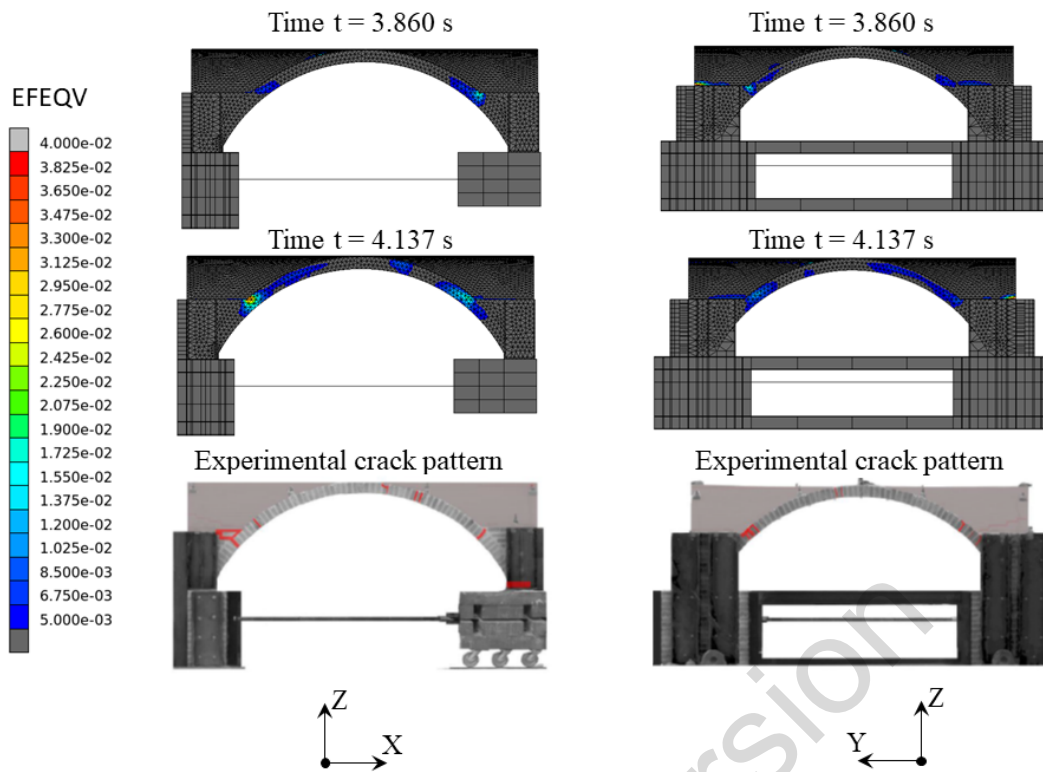 Time t = 3.860 s
Time t = 3.860 s
EFEQV
4.000e-02
3.825e-02
3.650e-02
3.475e-02
3.300e-02
3.125e-02
2.950e-02
2.775e-02
2.600e-02
2.425e-02
2.250e-02
2.075e-02
1.900e-02
1.725e-02
1.550e-02
1.375e-02
1.200e-02
1.025e-02
8.500e-03
6.750e-03
5.000e-03
Time t = 4.137 s
Time t = 4.137 s
Experimental crack pattern
Experimental crack pattern
Z
X
Z
Y
rsion